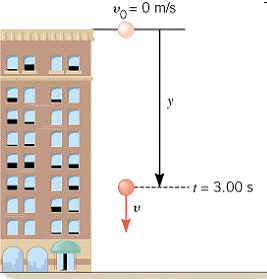 v₀ = 0 m/s
y
t = 3.00 s
v